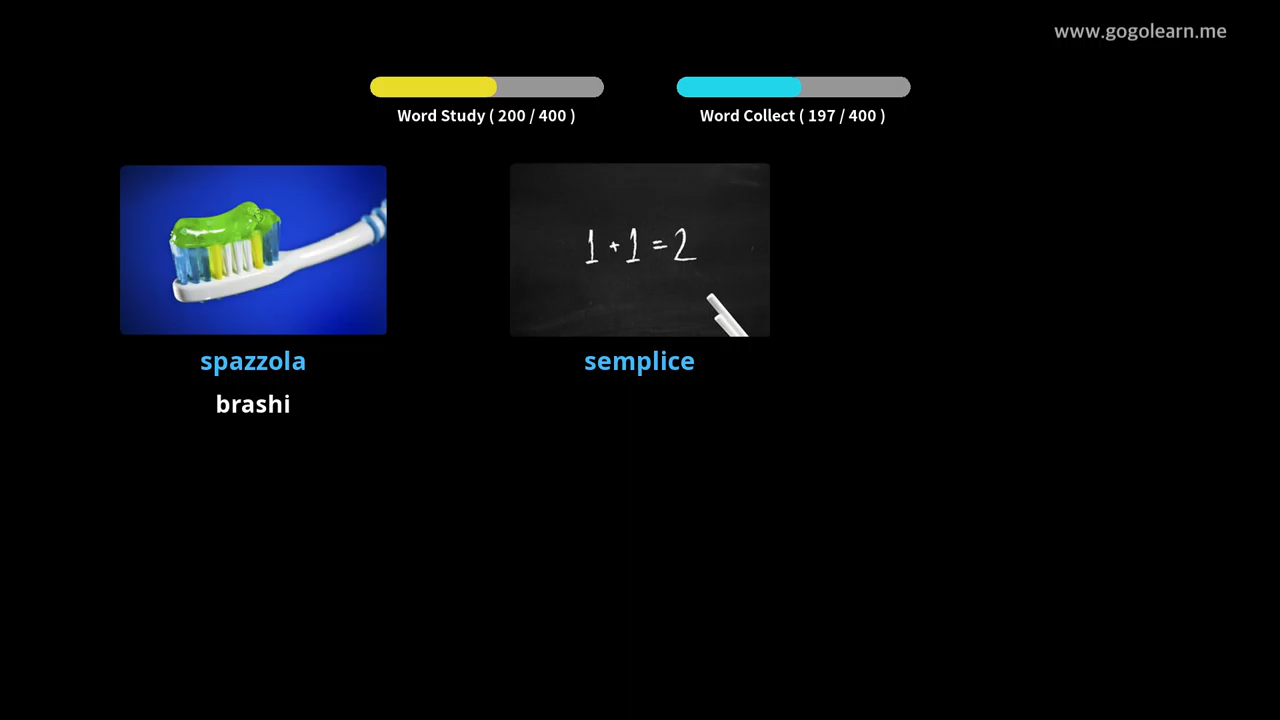 www.gogolearn.me
Word Study ( 200 / 400 )
Word Collect ( 197 / 400 )
1 + 1 = 2
spazzola
semplice
brashi